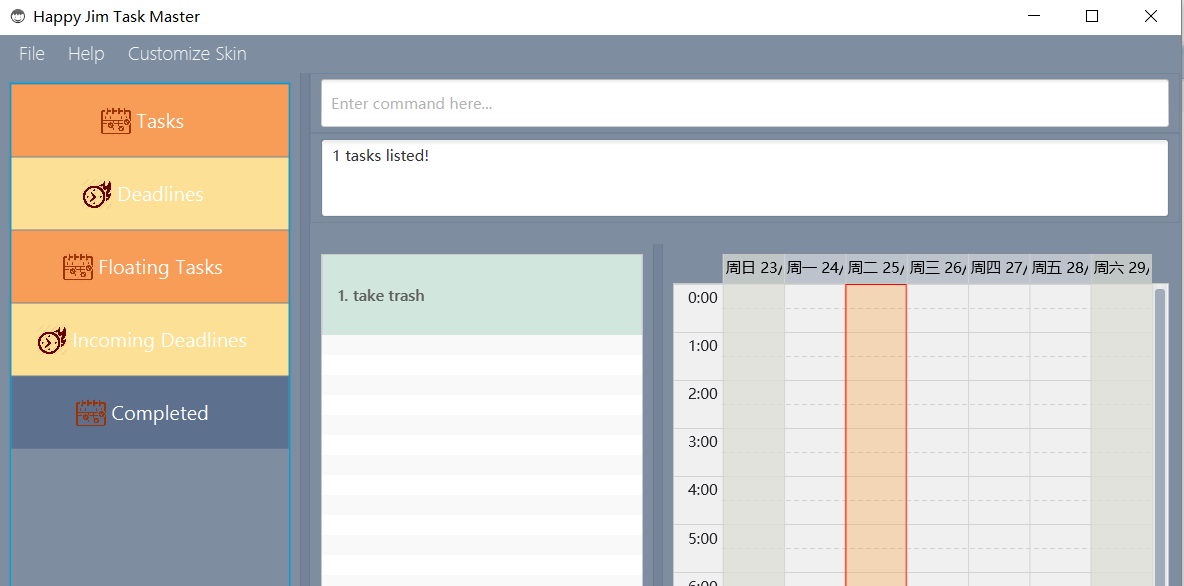 Happy Jim Task Master
File Help Customize Skin
Tasks
Deadlines
Floating Tasks
Incoming Deadlines
Completed
Enter command here...
1 tasks listed!
1. take trash
周日 23/ 周一 24/ 周二 25/ 周三 26/ 周四 27/ 周五 28/ 周六 29/
0:00
1:00
2:00
3:00
4:00
5:00
6:00